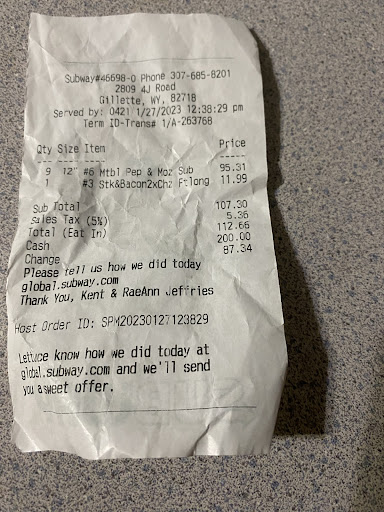 Subway#46698-0 Phone 307-685-8201
2809 4J Road
Gillette, WY, 82718
Served by: 0421 1/27/2023 12:38:29 pm
Term ID-Trans# 1/A-263768
Qty Size Item Price
--- ---- ---- -----
9 12" #6 Mtbl Pep & Moz Sub 95.31
1 #3 Stk&Bacon2xChz Ftlong 11.99
Sub Total 107.30
Sales Tax (5%) 5.36
Total (Eat In) 112.66
Cash 200.00
Change 87.34
Please tell us how we did today
global.subway.com
Thank You, Kent & RaeAnn Jeffries
Host Order ID: SPM20230127123829
Lettuce know how we did today at
global.subway.com and we'll send
you a sweet offer.